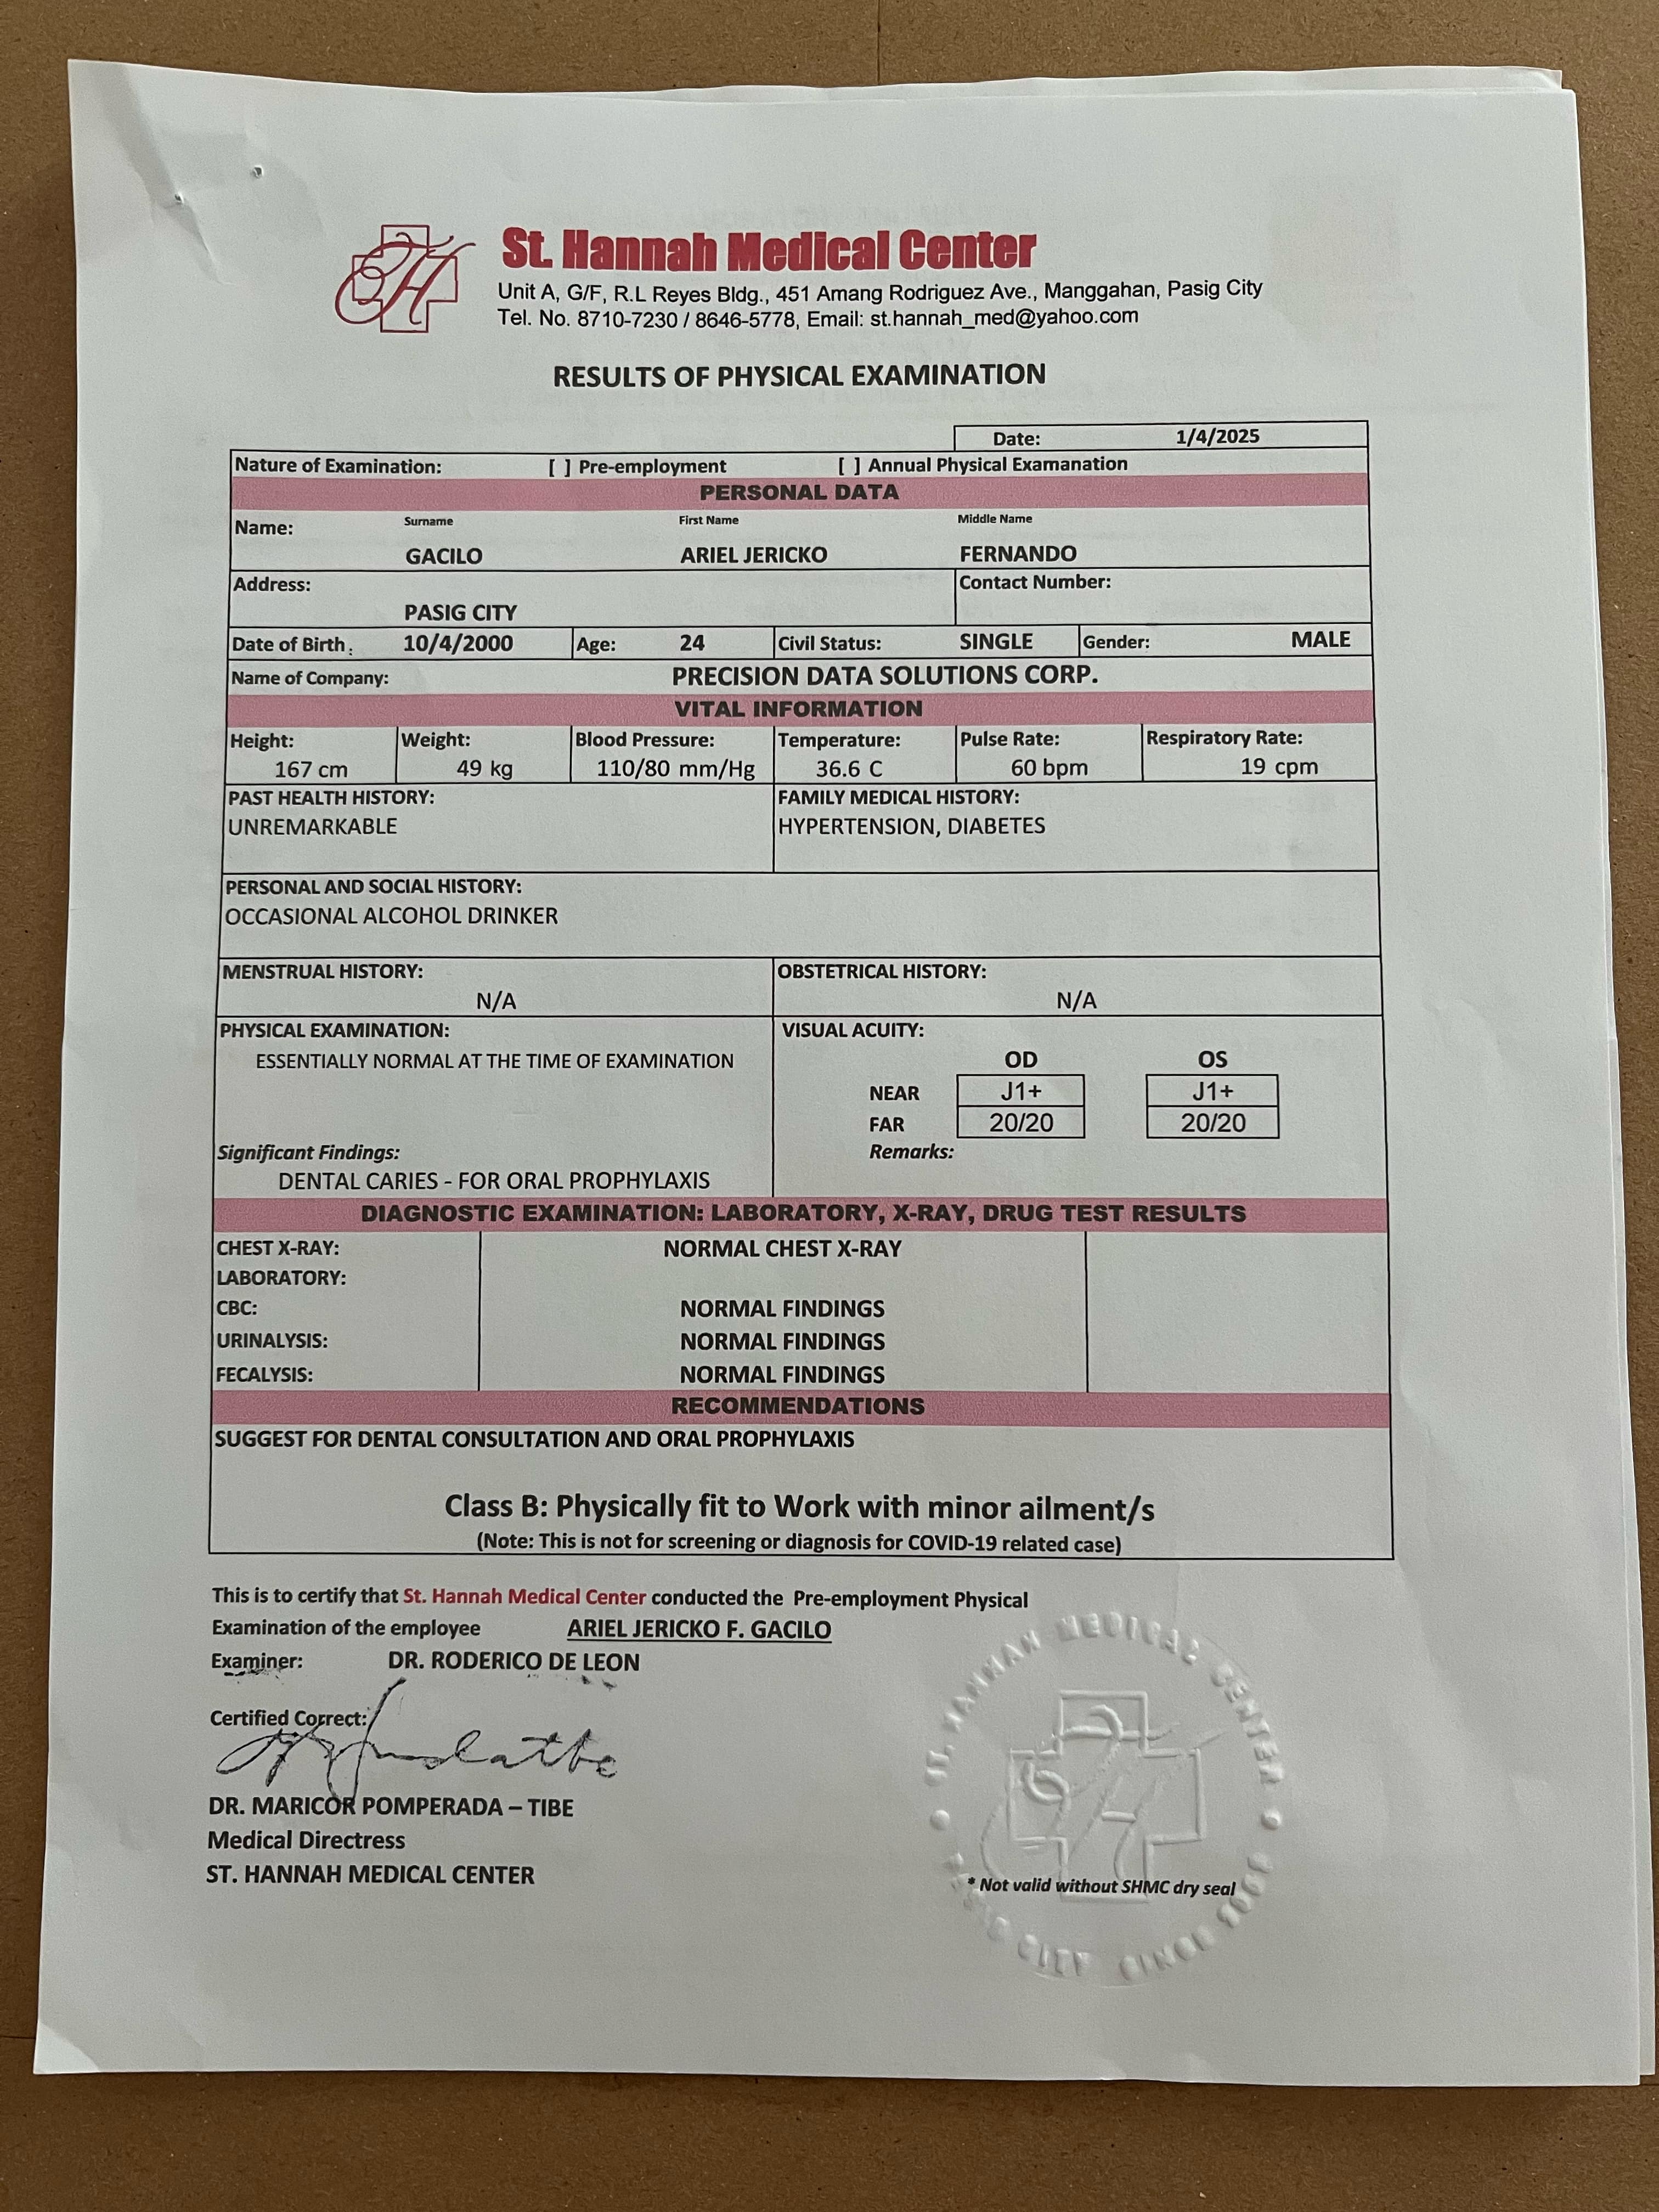 St. Hannah Medical Center
Unit A, G/F, R.L Reyes Bldg., 451 Amang Rodriguez Ave., Manggahan, Pasig City
Tel. No. 8710-7230 / 8646-5778, Email: st.hannah_med@yahoo.com
RESULTS OF PHYSICAL EXAMINATION
Date: 1/4/2025
Nature of Examination: [ ] Pre-employment [ ] Annual Physical Examanation
PERSONAL DATA
Name: Surname First Name Middle Name
GACILO ARIEL JERICKO FERNANDO
Address: Contact Number:
PASIG CITY
Date of Birth : 10/4/2000 Age: 24 Civil Status: SINGLE Gender: MALE
Name of Company: PRECISION DATA SOLUTIONS CORP.
VITAL INFORMATION
Height: Weight: Blood Pressure: Temperature: Pulse Rate: Respiratory Rate:
167 cm 49 kg 110/80 mm/Hg 36.6 C 60 bpm 19 cpm
PAST HEALTH HISTORY: FAMILY MEDICAL HISTORY:
UNREMARKABLE HYPERTENSION, DIABETES
PERSONAL AND SOCIAL HISTORY:
OCCASIONAL ALCOHOL DRINKER
MENSTRUAL HISTORY: OBSTETRICAL HISTORY:
N/A N/A
PHYSICAL EXAMINATION: VISUAL ACUITY:
ESSENTIALLY NORMAL AT THE TIME OF EXAMINATION OD OS
NEAR J1+ J1+
FAR 20/20 20/20
Significant Findings: Remarks:
DENTAL CARIES - FOR ORAL PROPHYLAXIS
DIAGNOSTIC EXAMINATION: LABORATORY, X-RAY, DRUG TEST RESULTS
CHEST X-RAY: NORMAL CHEST X-RAY
LABORATORY:
CBC: NORMAL FINDINGS
URINALYSIS: NORMAL FINDINGS
FECALYSIS: NORMAL FINDINGS
RECOMMENDATIONS
SUGGEST FOR DENTAL CONSULTATION AND ORAL PROPHYLAXIS
Class B: Physically fit to Work with minor ailment/s
(Note: This is not for screening or diagnosis for COVID-19 related case)
This is to certify that St. Hannah Medical Center conducted the Pre-employment Physical
Examination of the employee ARIEL JERICKO F. GACILO
Examiner: DR. RODERICO DE LEON
Certified Correct:
DR. MARICOR POMPERADA – TIBE
Medical Directress
ST. HANNAH MEDICAL CENTER
ST. HANNAH MEDICAL CENTER
* Not valid without SHMC dry seal
CITY SINCE